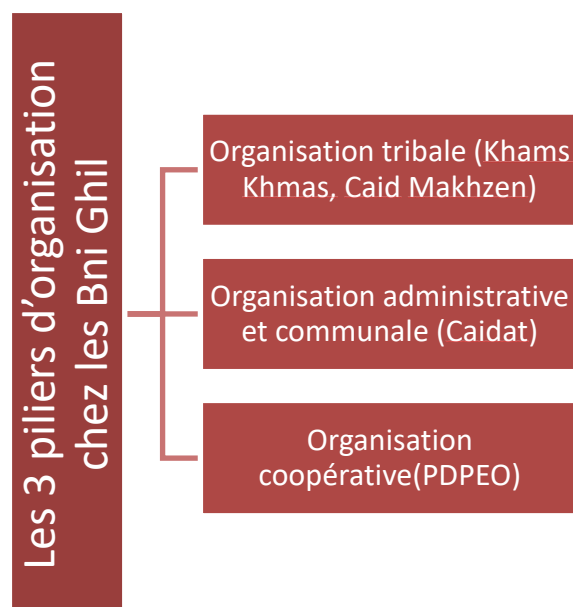 Les 3 piliers d’organisation
chez les Bni Ghil
Organisation tribale (Khams
Khmas, Caid Makhzen)
Organisation administrative
et communale (Caidat)
Organisation
coopérative(PDPEO)